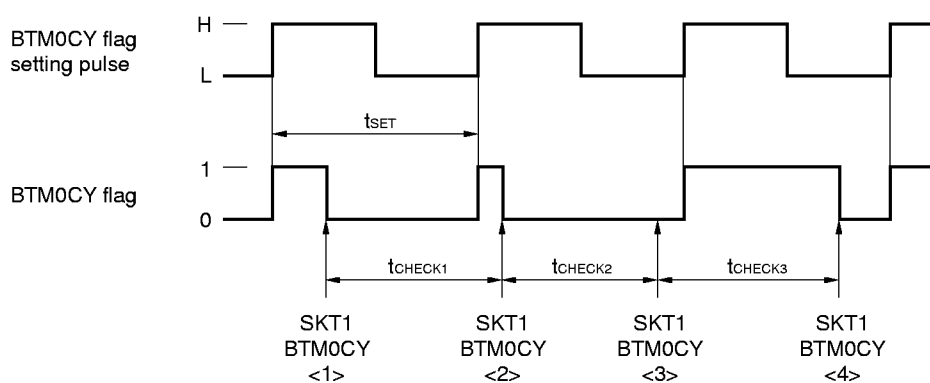 H
BTM0CY flag
setting pulse
L
tSET
1
BTM0CY flag
0
tCHECK1
tCHECK2
tCHECK3
SKT1
BTM0CY
<1>
SKT1
BTM0CY
<2>
SKT1
BTM0CY
<3>
SKT1
BTM0CY
<4>